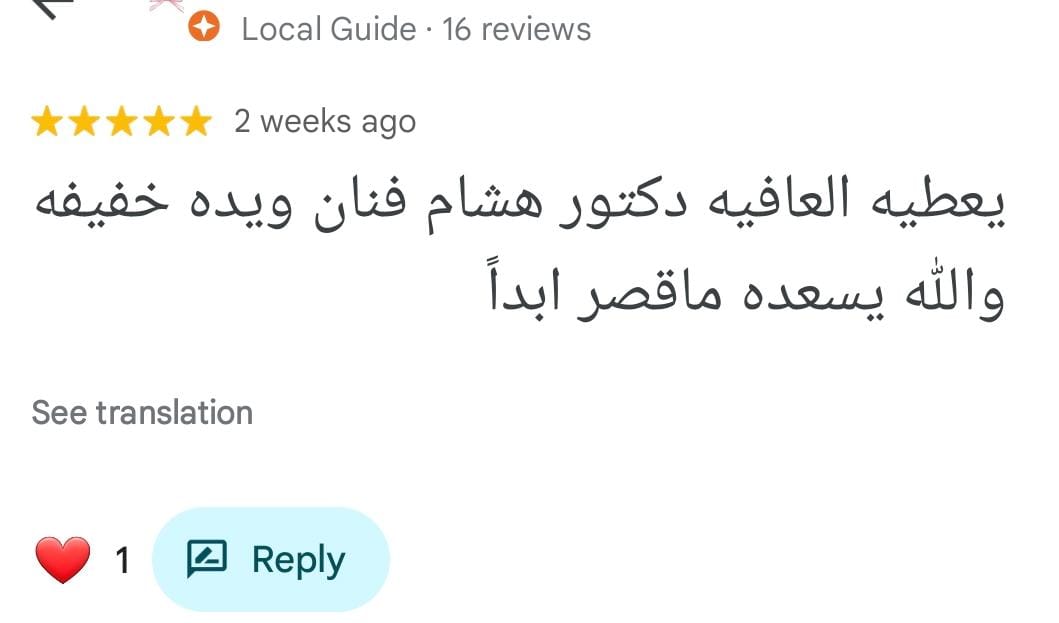 Local Guide · 16 reviews
2 weeks ago
يعطيه العافيه دكتور هشام فنان ويده خفيفه
والله يسعده ماقصر ابداً
See translation
❤️ 1 Reply